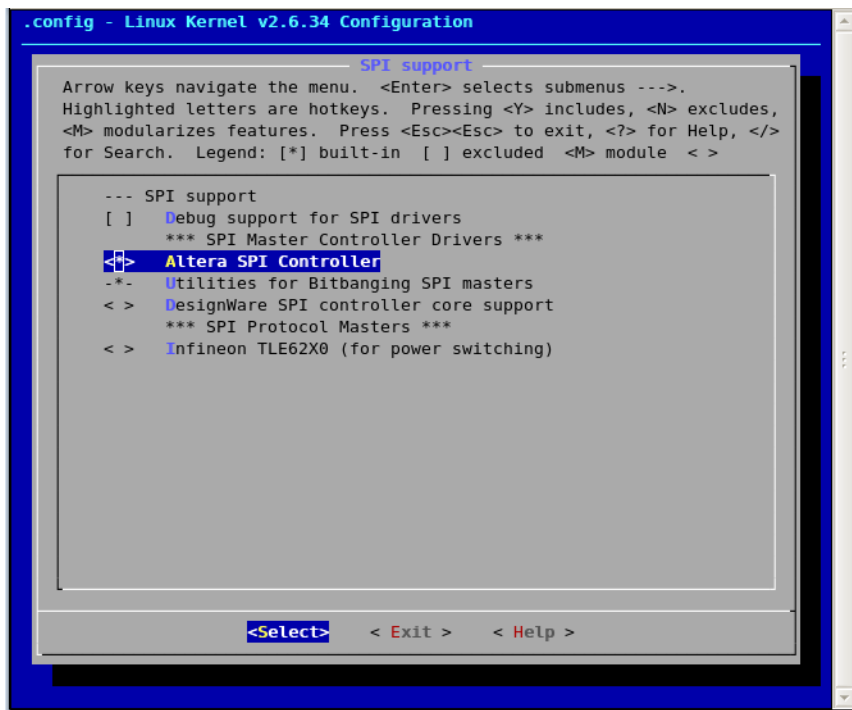 .config - Linux Kernel v2.6.34 Configuration
SPI support
Arrow keys navigate the menu.  <Enter> selects submenus --->.
Highlighted letters are hotkeys.  Pressing <Y> includes, <N> excludes,
<M> modularizes features.  Press <Esc><Esc> to exit, <?> for Help, </>
for Search.  Legend: [*] built-in  [ ] excluded  <M> module  < >
--- SPI support
[ ]   Debug support for SPI drivers
*** SPI Master Controller Drivers ***
<*>   Altera SPI Controller
-*-   Utilities for Bitbanging SPI masters
< >   DesignWare SPI controller core support
*** SPI Protocol Masters ***
< >   Infineon TLE62X0 (for power switching)
<Select>    < Exit >    < Help >